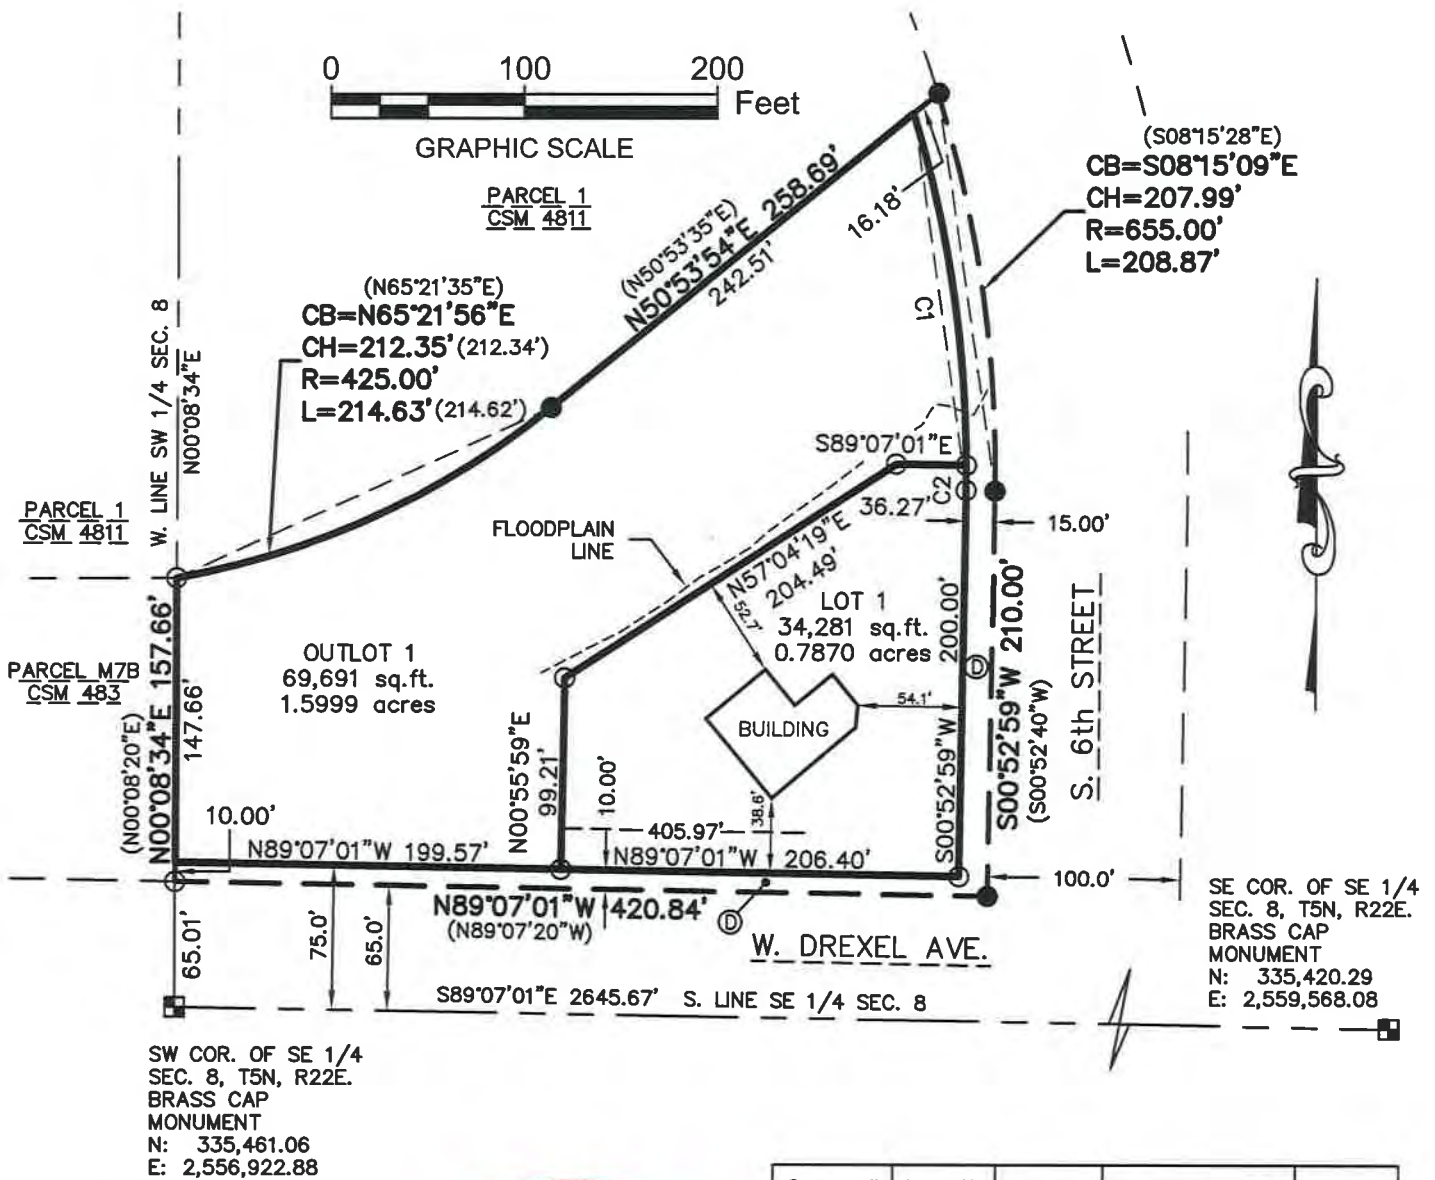 0 100 200
Feet
GRAPHIC SCALE
PARCEL 1
CSM 4811
(S08°15'28"E)
CB=S08°15'09"E
CH=207.99'
R=655.00'
L=208.87'
16.18'
(N50°53'35"E)
N50°53'54"E 258.69'
242.51'
(N65°21'35"E)
CB=N65°21'56"E
CH=212.35' (212.34')
R=425.00'
L=214.63' (214.62')
W. LINE SW 1/4 SEC. 8
N00°08'34"E
C1
S89°07'01"E
36.27'
C2
15.00'
PARCEL 1
CSM 4811
FLOODPLAIN
LINE
N57°04'19"E
204.49'
52.7'
LOT 1
34,281 sq.ft.
0.7870 acres
200.00'
S00°52'59"W
D
S00°52'59"W 210.00'
(S00°52'40"W)
S. 6th STREET
OUTLOT 1
69,691 sq.ft.
1.5999 acres
PARCEL M7B
CSM 483
(N00°08'20"E)
N00°08'34"E 157.66'
147.66'
BUILDING
54.1'
38.6'
N00°55'59"E
99.21'
10.00'
10.00'
405.97'
N89°07'01"W 199.57'
N89°07'01"W 206.40'
100.0'
N89°07'01"W 420.84'
(N89°07'20"W)
D
65.01'
75.0'
65.0'
W. DREXEL AVE.
S89°07'01"E 2645.67' S. LINE SE 1/4 SEC. 8
SE COR. OF SE 1/4
SEC. 8, T5N, R22E.
BRASS CAP
MONUMENT
N: 335,420.29
E: 2,559,568.08
SW COR. OF SE 1/4
SEC. 8, T5N, R22E.
BRASS CAP
MONUMENT
N: 335,461.06
E: 2,556,922.88